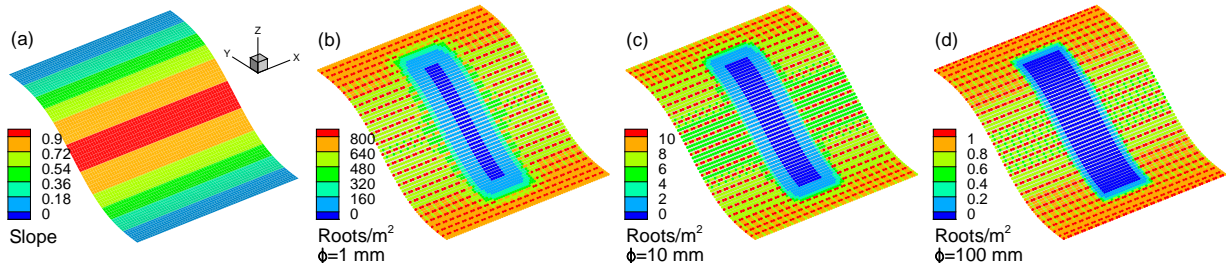 (a)
Z
Y
X
0.9
0.72
0.54
0.36
0.18
0
Slope
(b)
800
640
480
320
160
0
Roots/m²
ϕ=1 mm
(c)
10
8
6
4
2
0
Roots/m²
ϕ=10 mm
(d)
1
0.8
0.6
0.4
0.2
0
Roots/m²
ϕ=100 mm